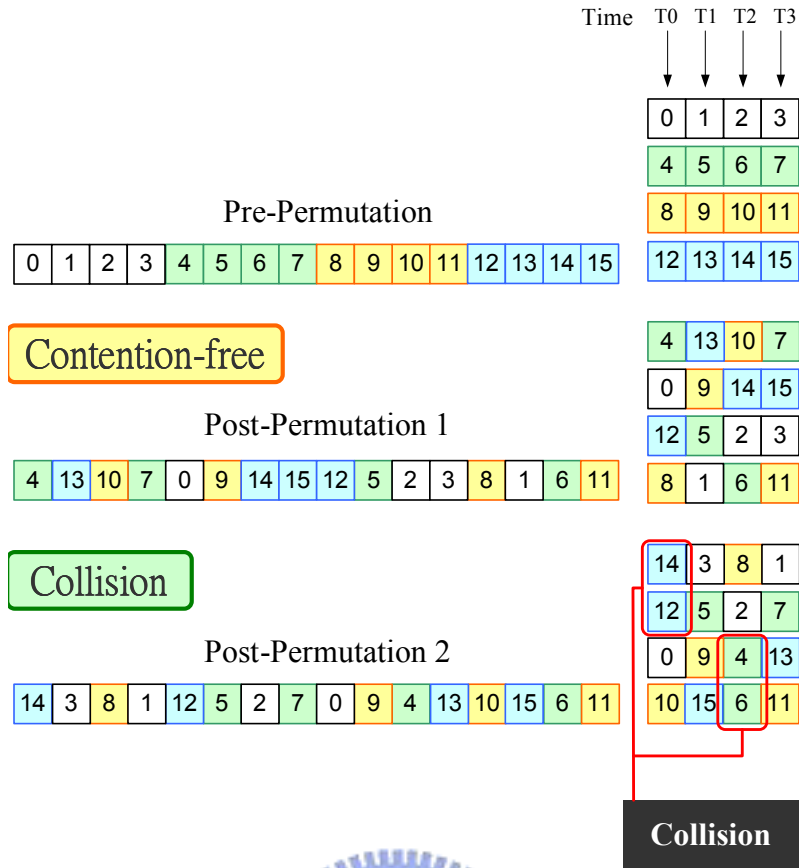 Time T0 T1 T2 T3
0 1 2 3
4 5 6 7
Pre-Permutation
8 9 10 11
0 1 2 3 4 5 6 7 8 9 10 11 12 13 14 15
12 13 14 15
Contention-free
4 13 10 7
0 9 14 15
Post-Permutation 1
12 5 2 3
4 13 10 7 0 9 14 15 12 5 2 3 8 1 6 11
8 1 6 11
Collision
14 3 8 1
12 5 2 7
Post-Permutation 2
0 9 4 13
14 3 8 1 12 5 2 7 0 9 4 13 10 15 6 11
10 15 6 11
Collision